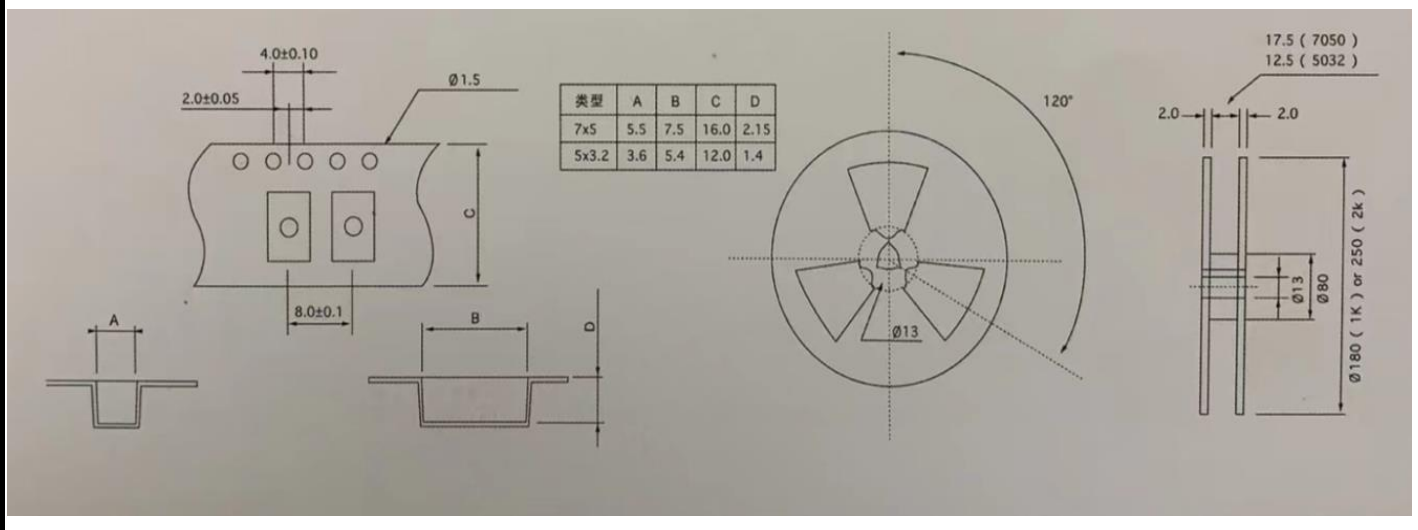 4.0±0.10
2.0±0.05
Ø1.5
C
8.0±0.1
A
B
D
类型 A B C D
7x5 5.5 7.5 16.0 2.15
5x3.2 3.6 5.4 12.0 1.4
120°
Ø13
17.5 ( 7050 )
12.5 ( 5032 )
2.0
2.0
Ø13
Ø80
Ø180 ( 1K ) or 250 ( 2k )